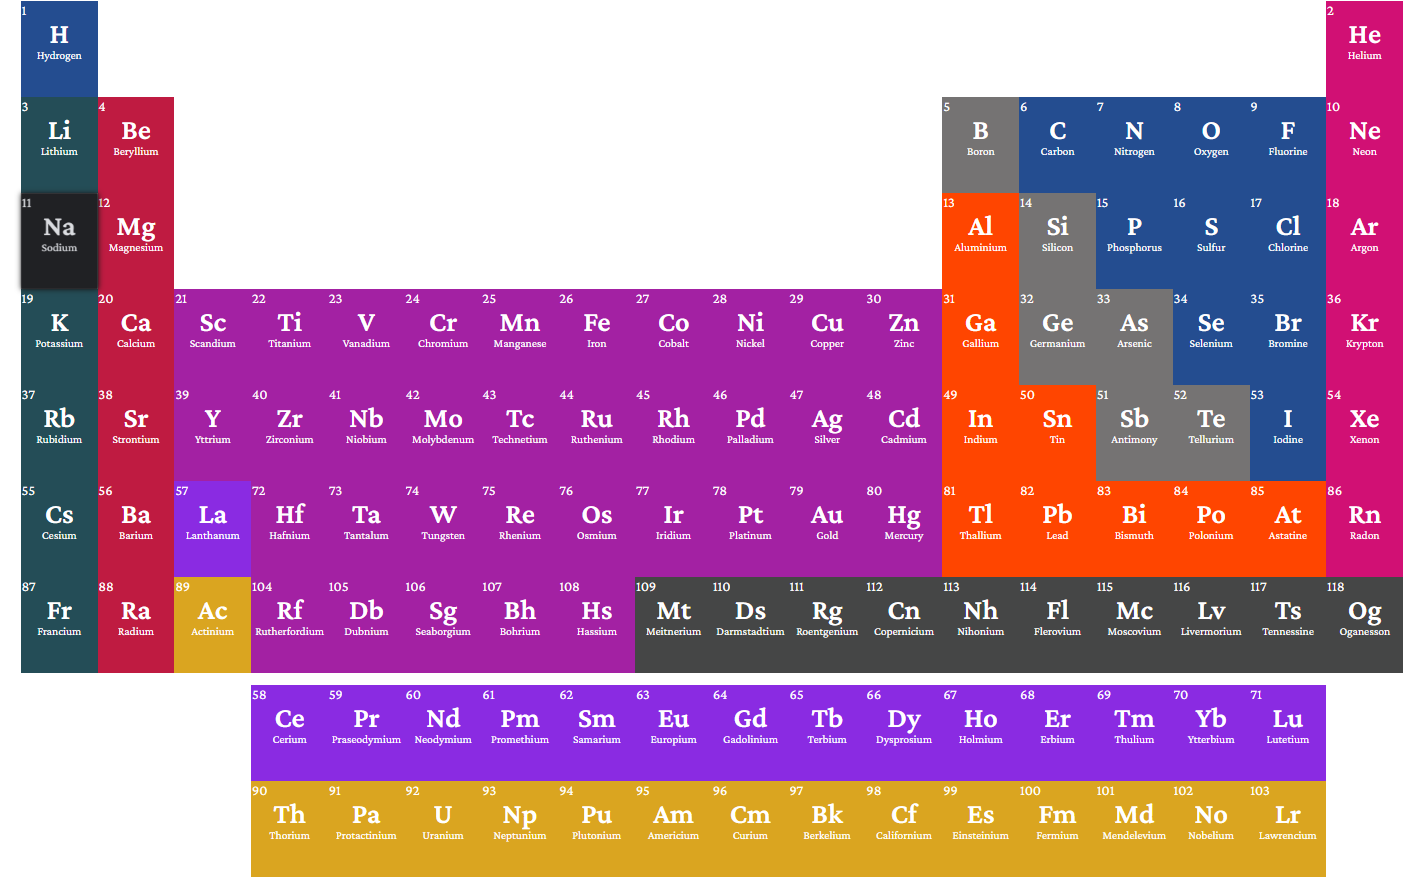 1 2
H He
Hydrogen Helium
3 4 5 6 7 8 9 10
Li Be B C N O F Ne
Lithium Beryllium Boron Carbon Nitrogen Oxygen Fluorine Neon
11 12 13 14 15 16 17 18
Na Mg Al Si P S Cl Ar
Sodium Magnesium Aluminium Silicon Phosphorus Sulfur Chlorine Argon
19 20 21 22 23 24 25 26 27 28 29 30 31 32 33 34 35 36
K Ca Sc Ti V Cr Mn Fe Co Ni Cu Zn Ga Ge As Se Br Kr
Potassium Calcium Scandium Titanium Vanadium Chromium Manganese Iron Cobalt Nickel Copper Zinc Gallium Germanium Arsenic Selenium Bromine Krypton
37 38 39 40 41 42 43 44 45 46 47 48 49 50 51 52 53 54
Rb Sr Y Zr Nb Mo Tc Ru Rh Pd Ag Cd In Sn Sb Te I Xe
Rubidium Strontium Yttrium Zirconium Niobium Molybdenum Technetium Ruthenium Rhodium Palladium Silver Cadmium Indium Tin Antimony Tellurium Iodine Xenon
55 56 57 72 73 74 75 76 77 78 79 80 81 82 83 84 85 86
Cs Ba La Hf Ta W Re Os Ir Pt Au Hg Tl Pb Bi Po At Rn
Cesium Barium Lanthanum Hafnium Tantalum Tungsten Rhenium Osmium Iridium Platinum Gold Mercury Thallium Lead Bismuth Polonium Astatine Radon
87 88 89 104 105 106 107 108 109 110 111 112 113 114 115 116 117 118
Fr Ra Ac Rf Db Sg Bh Hs Mt Ds Rg Cn Nh Fl Mc Lv Ts Og
Francium Radium Actinium Rutherfordium Dubnium Seaborgium Bohrium Hassium Meitnerium Darmstadtium Roentgenium Copernicium Nihonium Flerovium Moscovium Livermorium Tennessine Oganesson
58 59 60 61 62 63 64 65 66 67 68 69 70 71
Ce Pr Nd Pm Sm Eu Gd Tb Dy Ho Er Tm Yb Lu
Cerium Praseodymium Neodymium Promethium Samarium Europium Gadolinium Terbium Dysprosium Holmium Erbium Thulium Ytterbium Lutetium
90 91 92 93 94 95 96 97 98 99 100 101 102 103
Th Pa U Np Pu Am Cm Bk Cf Es Fm Md No Lr
Thorium Protactinium Uranium Neptunium Plutonium Americium Curium Berkelium Californium Einsteinium Fermium Mendelevium Nobelium Lawrencium